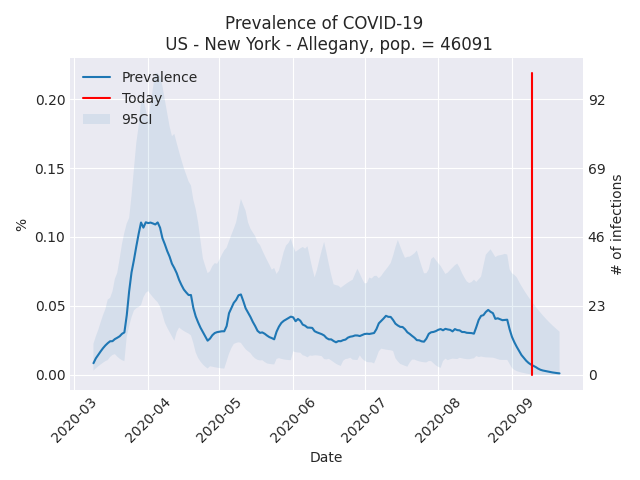 Prevalence of COVID-19
US - New York - Allegany, pop. = 46091
Prevalence
Today
95CI
0.20
0.15
0.10
0.05
0.00
%
92
69
46
23
0
# of infections
2020-03
2020-04
2020-05
2020-06
2020-07
2020-08
2020-09
Date